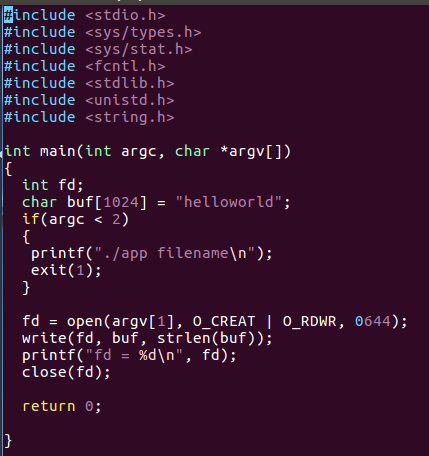 #include <stdio.h>
#include <sys/types.h>
#include <sys/stat.h>
#include <fcntl.h>
#include <stdlib.h>
#include <unistd.h>
#include <string.h>

int main(int argc, char *argv[])
{
  int fd;
  char buf[1024] = "helloworld";
  if(argc < 2)
  {
   printf("./app filename\n");
   exit(1);
  }

  fd = open(argv[1], O_CREAT | O_RDWR, 0644);
  write(fd, buf, strlen(buf));
  printf("fd = %d\n", fd);
  close(fd);

  return 0;

}